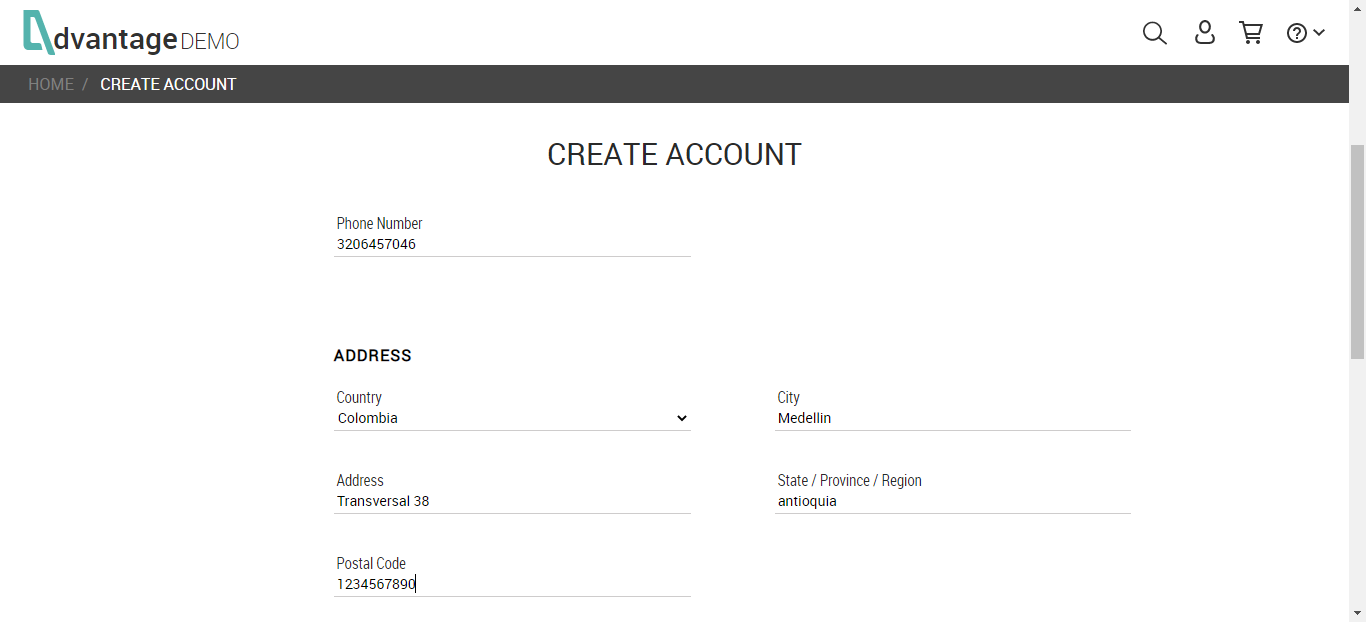 dvantage DEMO
HOME / CREATE ACCOUNT
CREATE ACCOUNT
Phone Number
3206457046
ADDRESS
Country
Colombia
City
Medellin
Address
Transversal 38
State / Province / Region
antioquia
Postal Code
1234567890